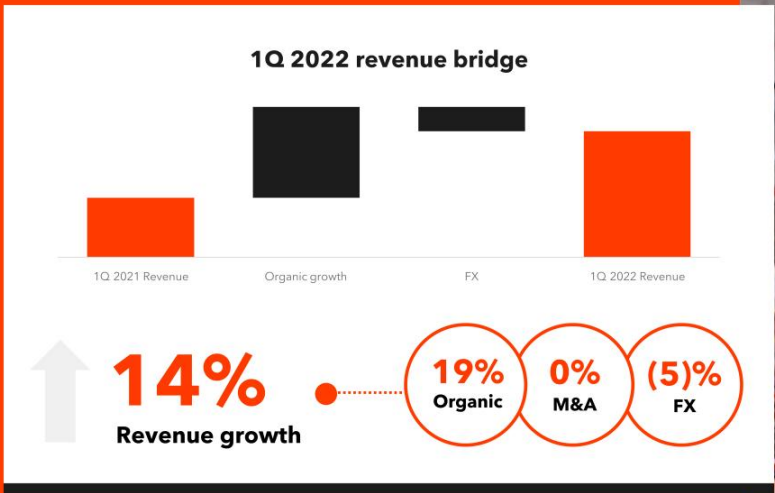 1Q 2022 revenue bridge
1Q 2021 Revenue
Organic growth
FX
1Q 2022 Revenue
14%
Revenue growth
19%
Organic
0%
M&A
(5)%
FX